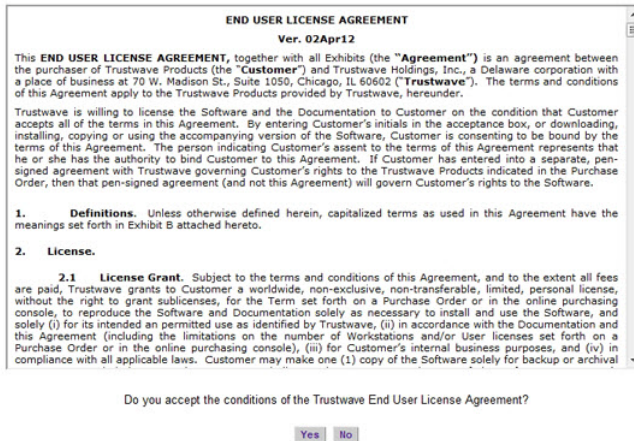 END USER LICENSE AGREEMENT
Ver. 02Apr12
This END USER LICENSE AGREEMENT, together with all Exhibits (the “Agreement”) is an agreement between
the purchaser of Trustwave Products (the “Customer”) and Trustwave Holdings, Inc., a Delaware corporation with
a place of business at 70 W. Madison St., Suite 1050, Chicago, IL 60602 (“Trustwave”). The terms and conditions
of this Agreement apply to the Trustwave Products provided by Trustwave, hereunder.
Trustwave is willing to license the Software and the Documentation to Customer on the condition that Customer
accepts all of the terms in this Agreement. By entering Customer’s initials in the acceptance box, or downloading,
installing, copying or using the accompanying version of the Software, Customer is consenting to be bound by the
terms of this Agreement. The person indicating Customer’s assent to the terms of this Agreement represents that
he or she has the authority to bind Customer to this Agreement. If Customer has entered into a separate, pen-
signed agreement with Trustwave governing Customer’s rights to the Trustwave Products indicated in the Purchase
Order, then that pen-signed agreement (and not this Agreement) will govern Customer’s rights to the Software.
1. Definitions. Unless otherwise defined herein, capitalized terms as used in this Agreement have the
meanings set forth in Exhibit B attached hereto.
2. License.
2.1 License Grant. Subject to the terms and conditions of this Agreement, and to the extent all fees
are paid, Trustwave grants to Customer a worldwide, non-exclusive, non-transferable, limited, personal license,
without the right to grant sublicenses, for the Term set forth on a Purchase Order or in the online purchasing
console, to reproduce the Software and Documentation solely as necessary to install and use the Software, and
solely (i) for its intended an permitted use as identified by Trustwave, (ii) in accordance with the Documentation and
this Agreement (including the limitations on the number of Workstations and/or User licenses set forth on a
Purchase Order or in the online purchasing console), (iii) for Customer’s internal business purposes, and (iv) in
compliance with all applicable laws. Customer may make one (1) copy of the Software solely for backup or archival
Do you accept the conditions of the Trustwave End User License Agreement?
Yes No